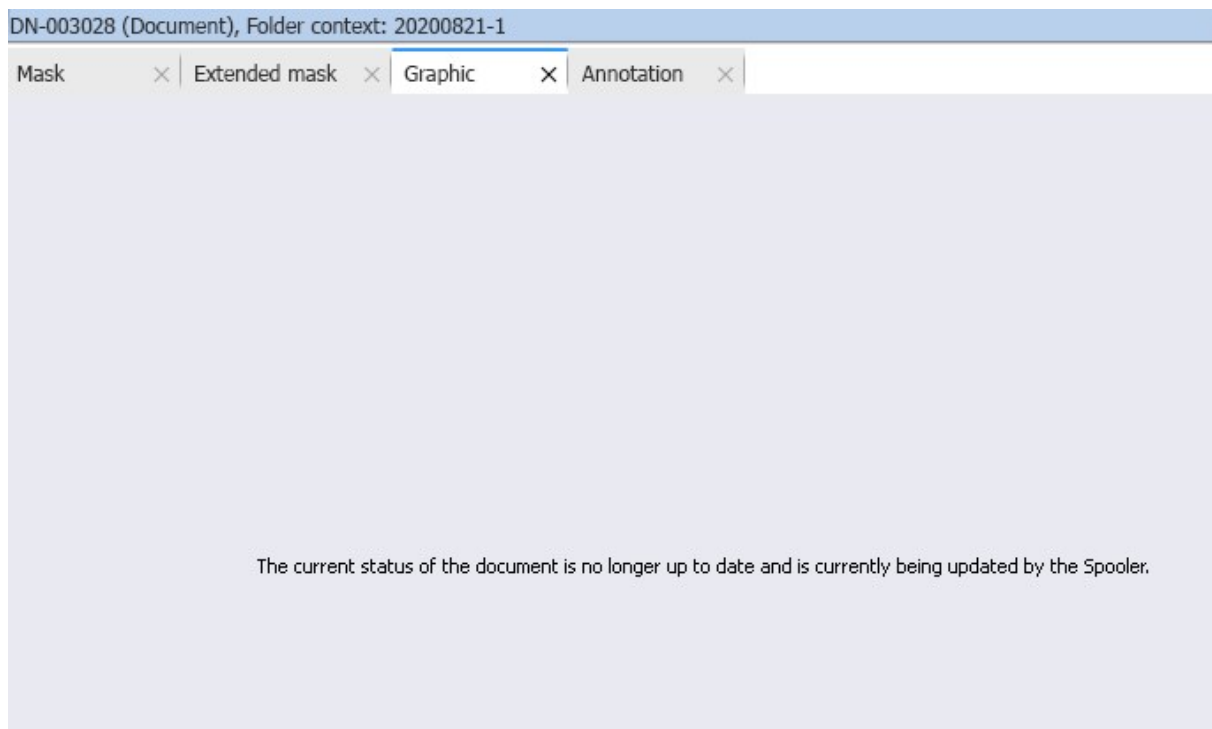 DN-003028 (Document), Folder context: 20200821-1
Mask Extended mask Graphic Annotation
The current status of the document is no longer up to date and is currently being updated by the Spooler.